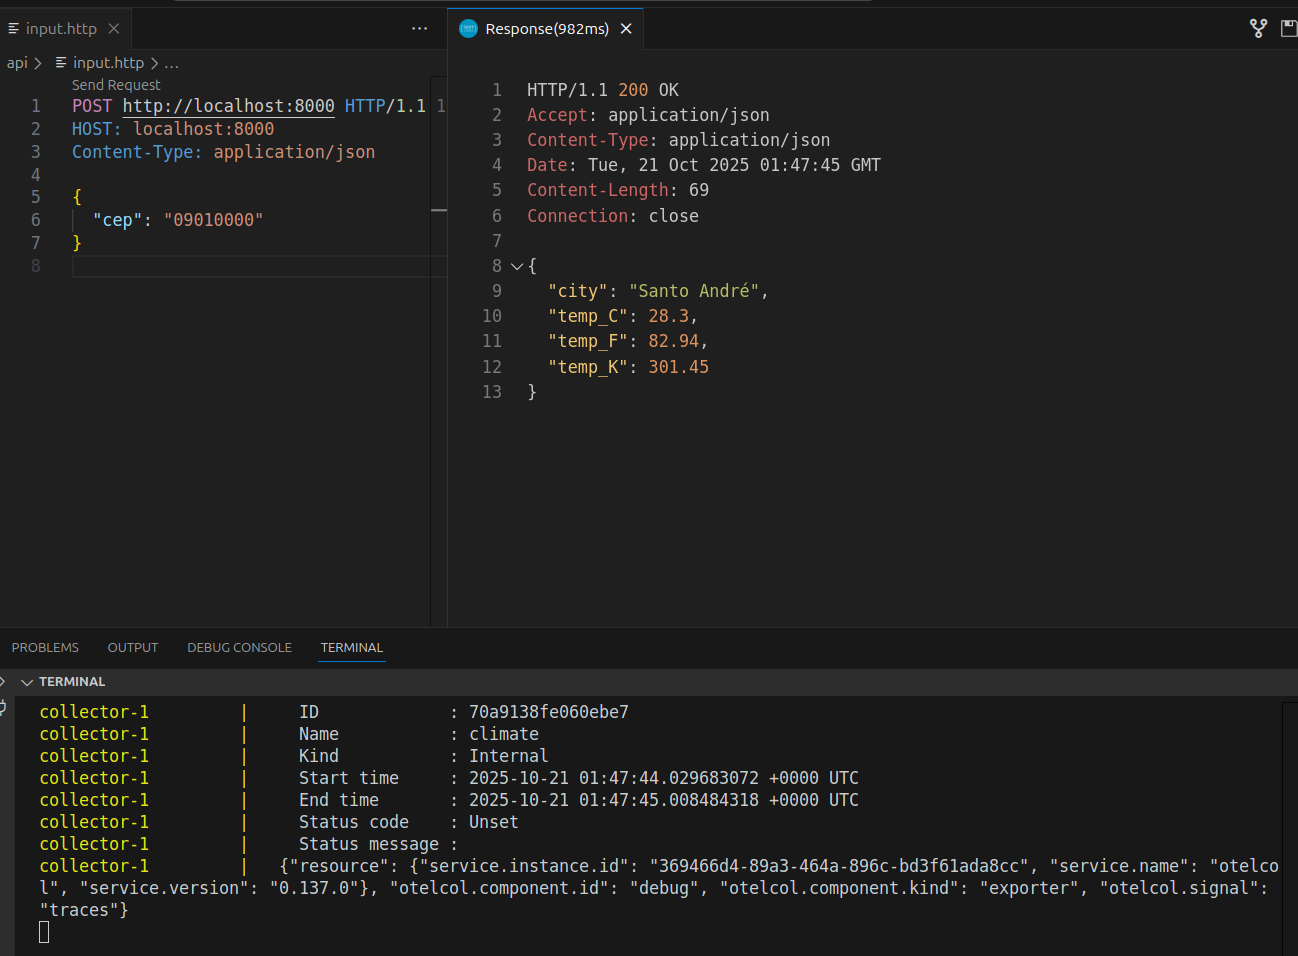 input.http
Response(982ms)
api > input.http > ...
Send Request
1 POST http://localhost:8000 HTTP/1.1
2 HOST: localhost:8000
3 Content-Type: application/json
4
5 {
6 "cep": "09010000"
7 }
8
1 HTTP/1.1 200 OK
2 Accept: application/json
3 Content-Type: application/json
4 Date: Tue, 21 Oct 2025 01:47:45 GMT
5 Content-Length: 69
6 Connection: close
7
8 {
9 "city": "Santo André",
10 "temp_C": 28.3,
11 "temp_F": 82.94,
12 "temp_K": 301.45
13 }
PROBLEMS OUTPUT DEBUG CONSOLE TERMINAL
TERMINAL
collector-1 | ID : 70a9138fe060ebe7
collector-1 | Name : climate
collector-1 | Kind : Internal
collector-1 | Start time : 2025-10-21 01:47:44.029683072 +0000 UTC
collector-1 | End time : 2025-10-21 01:47:45.008484318 +0000 UTC
collector-1 | Status code : Unset
collector-1 | Status message :
collector-1 | {"resource": {"service.instance.id": "369466d4-89a3-464a-896c-bd3f61ada8cc", "service.name": "otelco
l", "service.version": "0.137.0"}, "otelcol.component.id": "debug", "otelcol.component.kind": "exporter", "otelcol.signal":
"traces"}